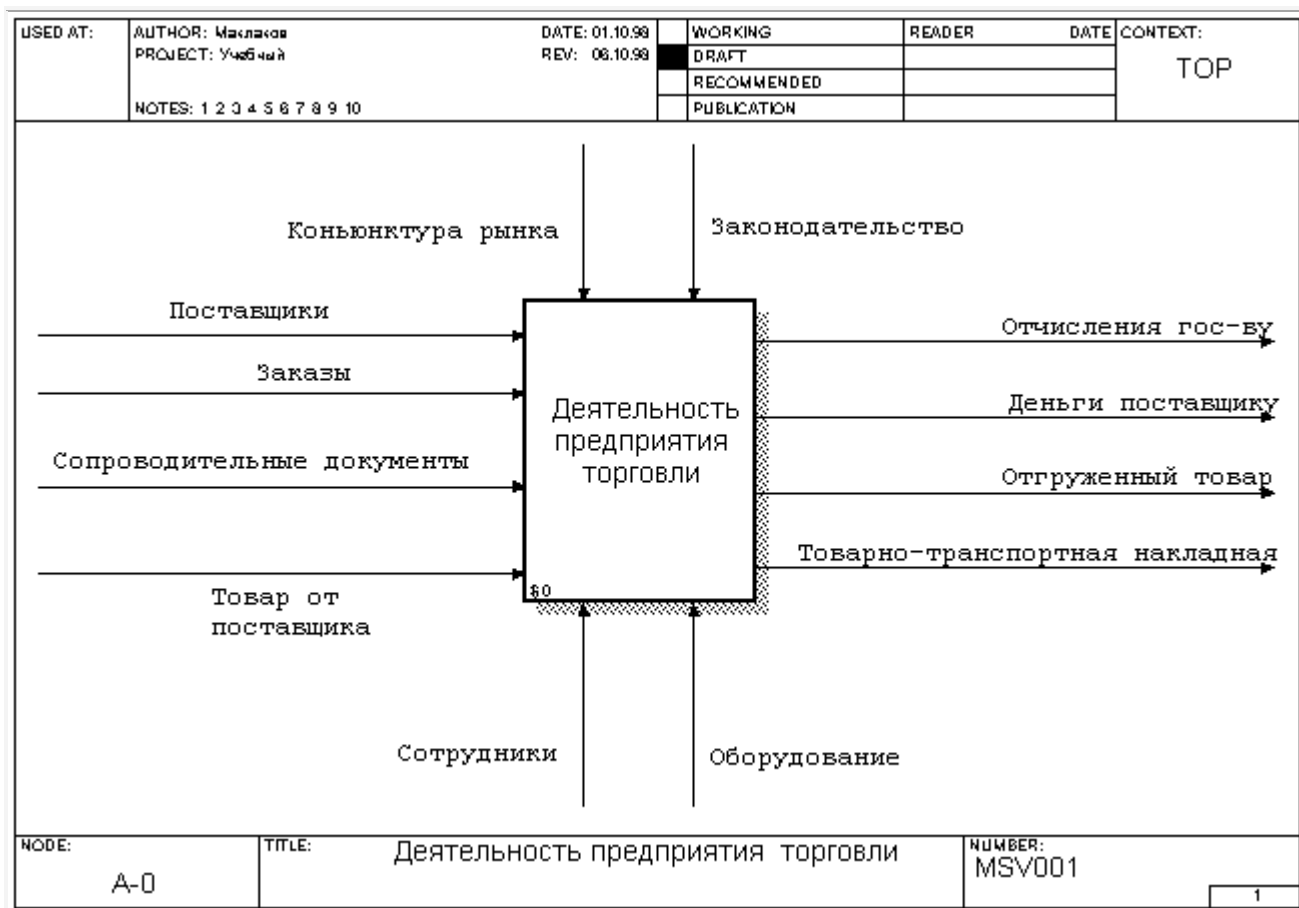 USED AT:
AUTHOR: Маклаков
DATE: 01.10.98
WORKING
READER
DATE
CONTEXT:
PROJECT: Учебный
REV: 06.10.98
DRAFT
TOP
RECOMMENDED
NOTES: 1 2 3 4 5 6 7 8 9 10
PUBLICATION
Коньюнктура рынка
Законодательство
Поставщики
Отчисления гос-ву
Заказы
Деньги поставщику
Деятельность
предприятия
торговли
Сопроводительные документы
Отгруженный товар
Товарно-транспортная накладная
$0
Товар от
поставщика
Сотрудники
Оборудование
NODE:
A-0
TITLE:
Деятельность предприятия торговли
NUMBER:
MSV001
1